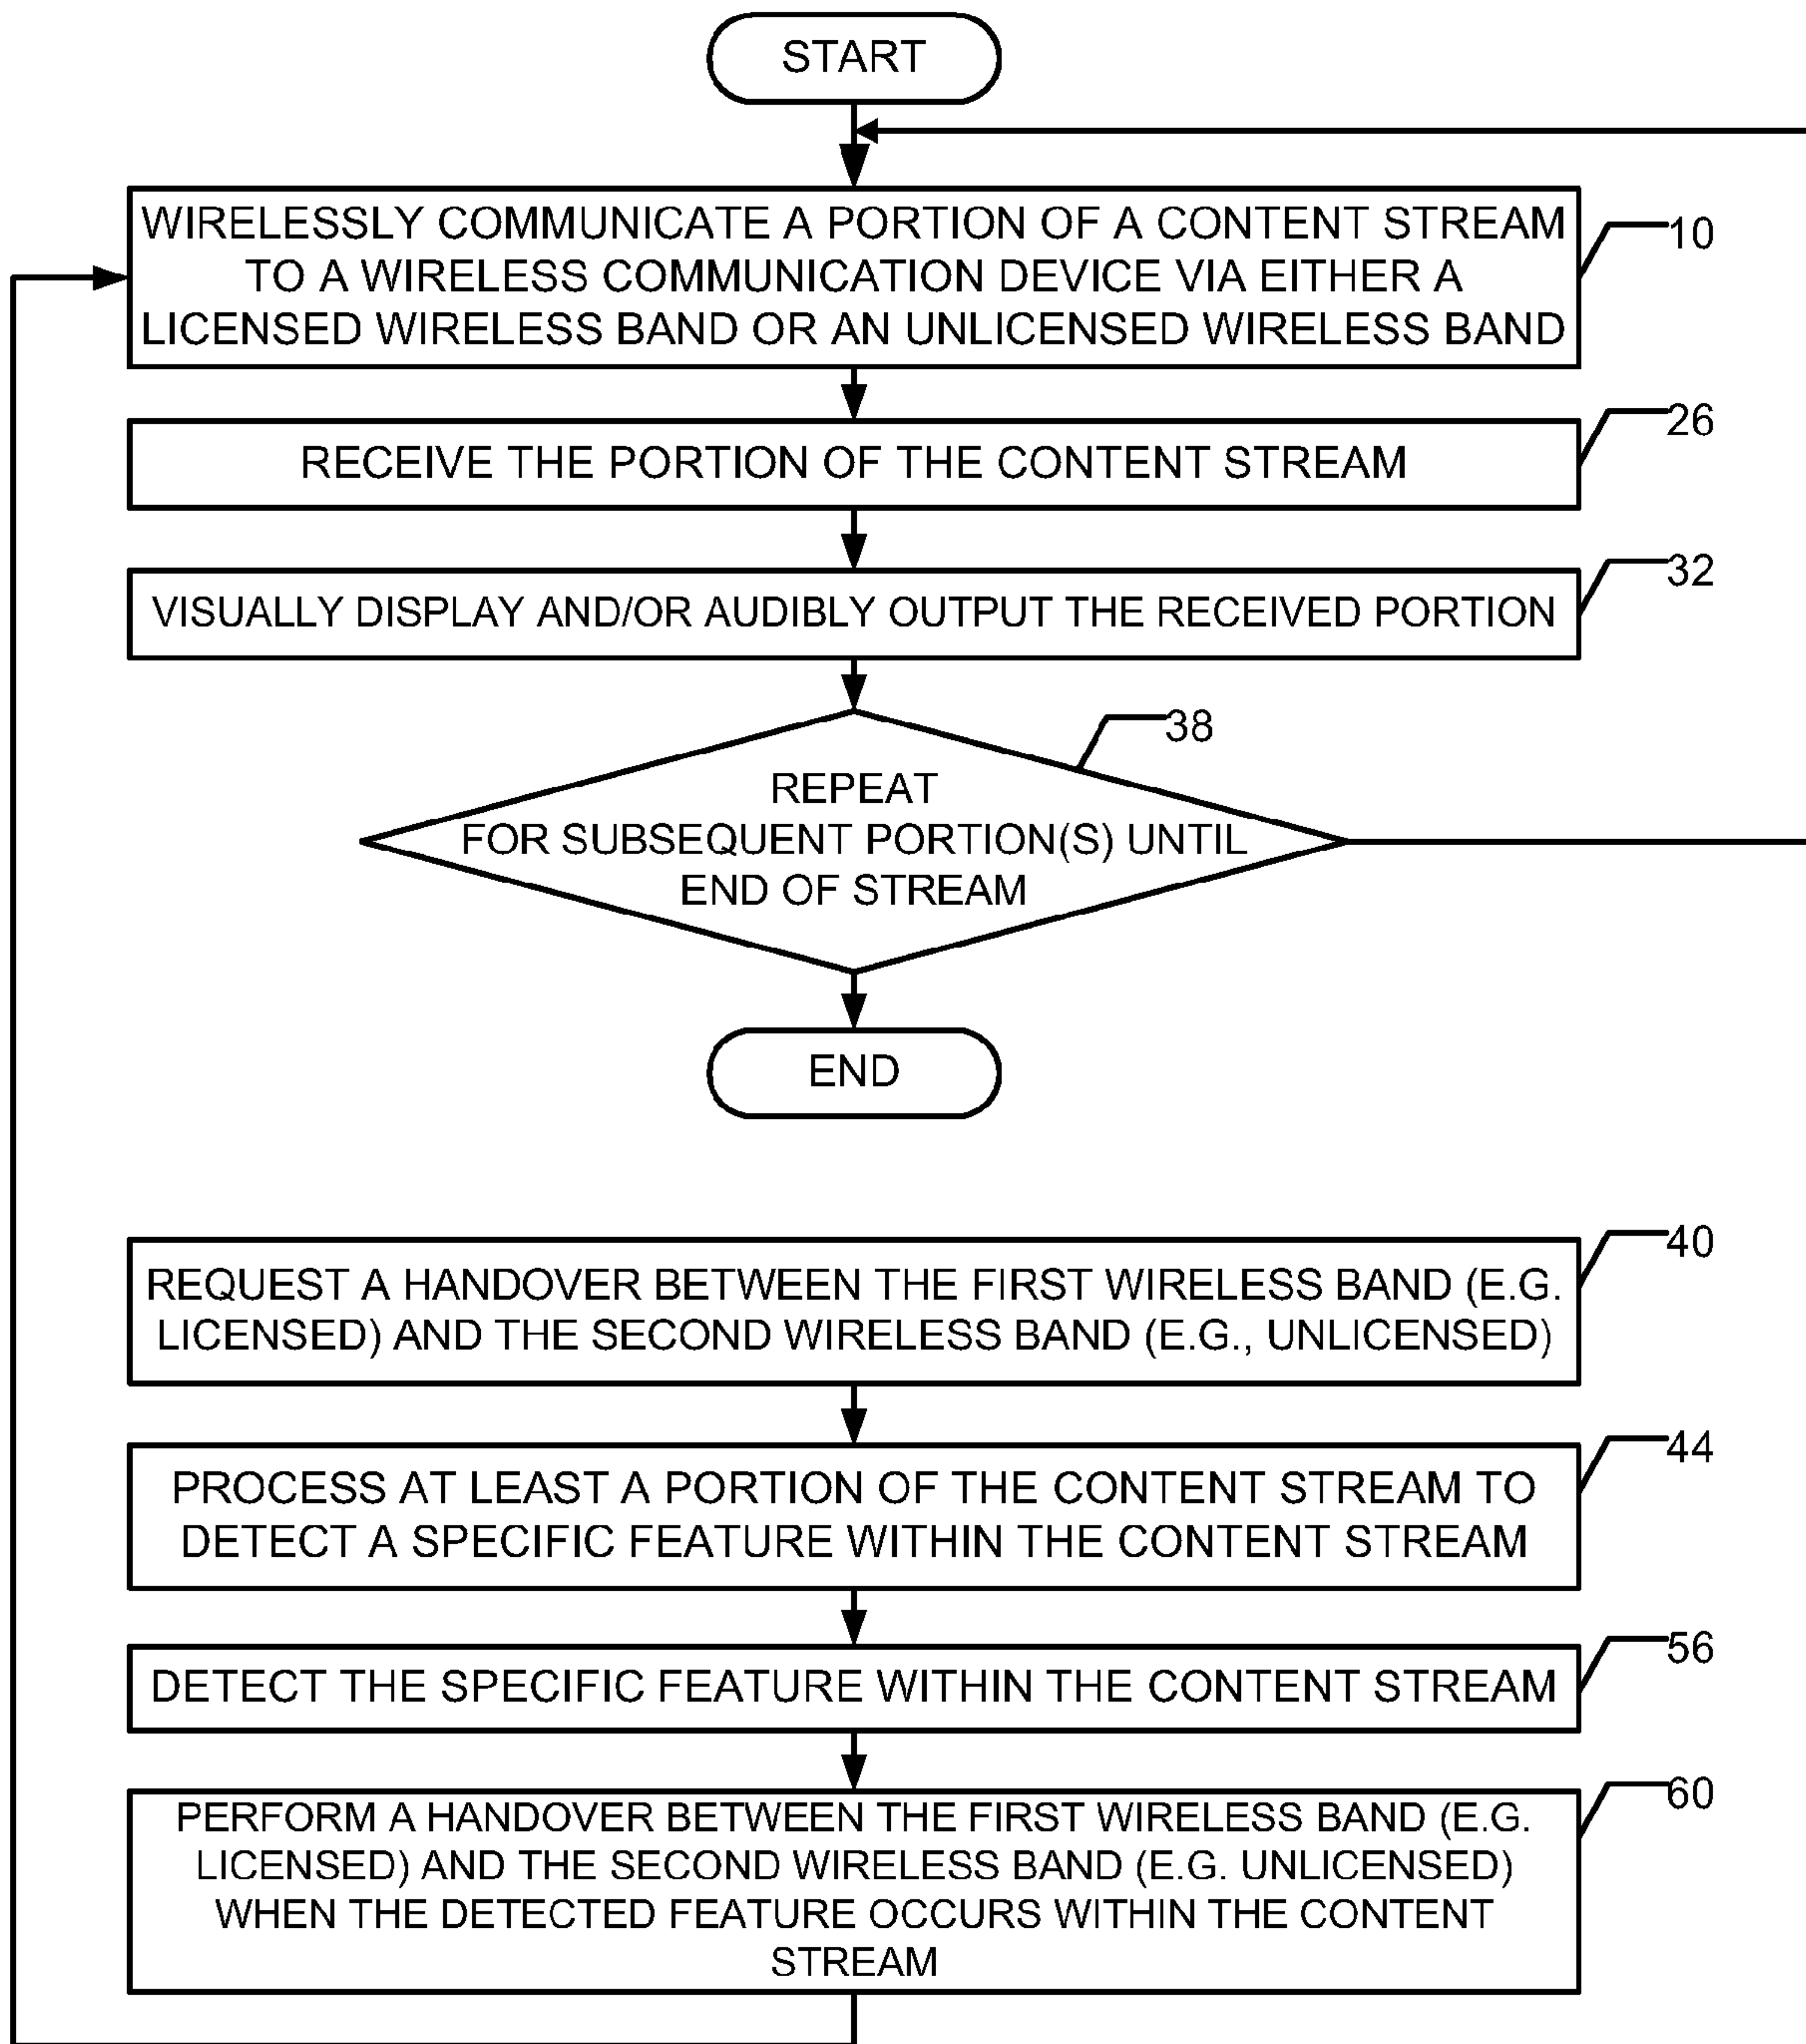 START
WIRELESSLY COMMUNICATE A PORTION OF A CONTENT STREAM
TO A WIRELESS COMMUNICATION DEVICE VIA EITHER A
LICENSED WIRELESS BAND OR AN UNLICENSED WIRELESS BAND
10
RECEIVE THE PORTION OF THE CONTENT STREAM
26
VISUALLY DISPLAY AND/OR AUDIBLY OUTPUT THE RECEIVED PORTION
32
REPEAT
FOR SUBSEQUENT PORTION(S) UNTIL
END OF STREAM
38
END
REQUEST A HANDOVER BETWEEN THE FIRST WIRELESS BAND (E.G.
LICENSED) AND THE SECOND WIRELESS BAND (E.G., UNLICENSED)
40
PROCESS AT LEAST A PORTION OF THE CONTENT STREAM TO
DETECT A SPECIFIC FEATURE WITHIN THE CONTENT STREAM
44
DETECT THE SPECIFIC FEATURE WITHIN THE CONTENT STREAM
56
PERFORM A HANDOVER BETWEEN THE FIRST WIRELESS BAND (E.G.
LICENSED) AND THE SECOND WIRELESS BAND (E.G. UNLICENSED)
WHEN THE DETECTED FEATURE OCCURS WITHIN THE CONTENT
STREAM
60